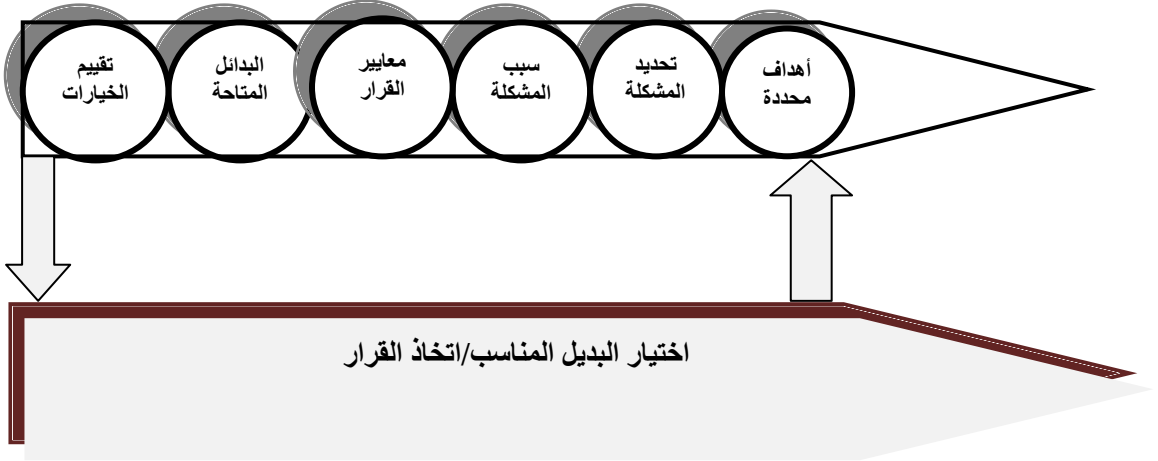 أهداف
محددة
تحديد
المشكلة
سبب
المشكلة
معايير
القرار
البدائل
المتاحة
تقييم
الخيارات
اختيار البديل المناسب/اتخاذ القرار